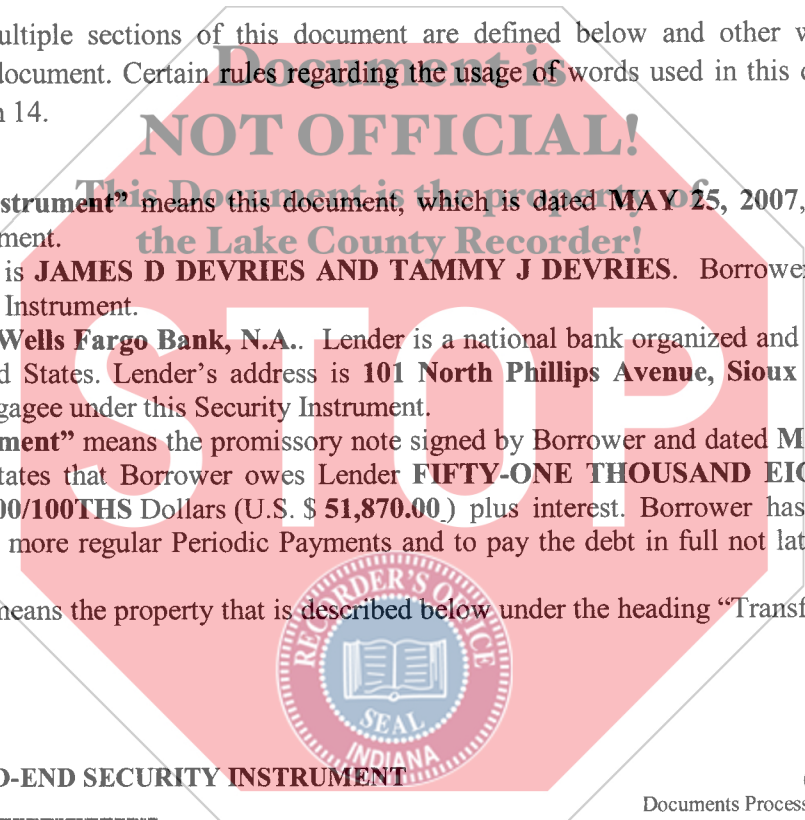 ultiple sections of this document are defined below and other w
Document is
document. Certain rules regarding the usage of words used in this
14.
NOT OFFICIAL!
strument” means this document, which is dated MAY 25, 2007,
This Document is the property of
ment.
the Lake County Recorder!
is JAMES D DEVRIES AND TAMMY J DEVRIES. Borrower
Instrument.
STOP
Wells Fargo Bank, N.A.. Lender is a national bank organized and
d States. Lender’s address is 101 North Phillips Avenue, Sioux
gagee under this Security Instrument.
ment” means the promissory note signed by Borrower and dated M
tates that Borrower owes Lender FIFTY-ONE THOUSAND EIG
00/100THS Dollars (U.S. $ 51,870.00 ) plus interest. Borrower has
more regular Periodic Payments and to pay the debt in full not lat
means the property that is described below under the heading “Transf
RECORDER'S OFFICE
SEAL
INDIANA
D-END SECURITY INSTRUMENT
Documents Process